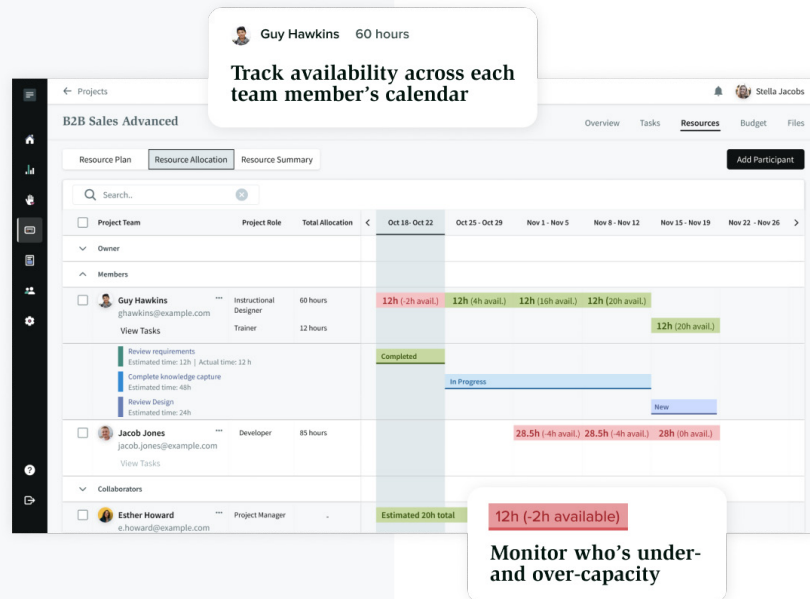 Guy Hawkins 60 hours
Track availability across each
team member's calendar
← Projects
Stella Jacobs
B2B Sales Advanced
Overview Tasks Resources Budget Files
Resource Plan Resource Allocation Resource Summary
Add Participant
Search..
Project Team Project Role Total Allocation < Oct 18- Oct 22 Oct 25 - Oct 29 Nov 1 - Nov 5 Nov 8 - Nov 12 Nov 15 - Nov 19 Nov 22 - Nov 26 >
Owner
Members
Guy Hawkins ••• Instructional Designer 60 hours 12h (-2h avail.) 12h (4h avail.) 12h (16h avail.) 12h (20h avail.)
ghawkins@example.com
View Tasks Trainer 12 hours 12h (20h avail.)
Review requirements
Estimated time: 12h | Actual time: 12 h
Completed
Complete knowledge capture
Estimated time: 48h
In Progress
Review Design
Estimated time: 24h
New
Jacob Jones ••• Developer 85 hours 28.5h (-4h avail.) 28.5h (-4h avail.) 28h (0h avail.)
jacob.jones@example.com
View Tasks
Collaborators
Esther Howard ••• Project Manager - Estimated 20h total
e.howard@example.com
12h (-2h available)
Monitor who's under-
and over-capacity